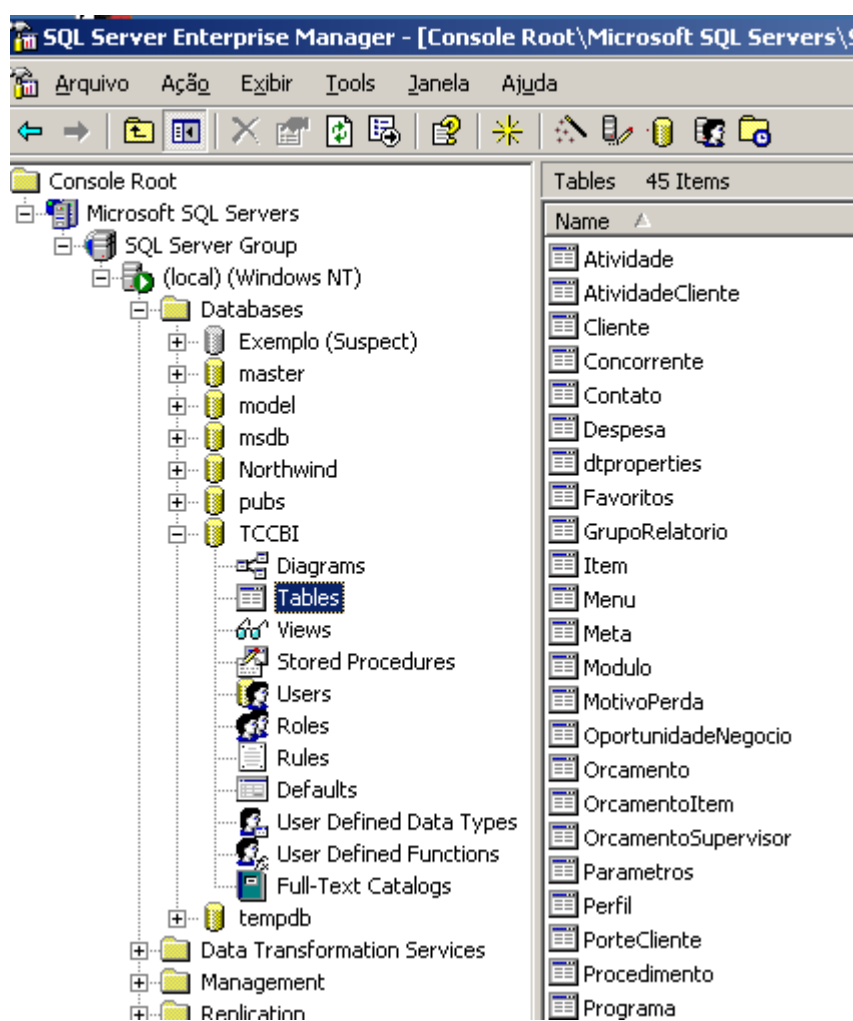 SQL Server Enterprise Manager - [Console Root\Microsoft SQL Servers\S
Arquivo Ação Exibir Tools Janela Ajuda
Console Root
Microsoft SQL Servers
SQL Server Group
(local) (Windows NT)
Databases
Exemplo (Suspect)
master
model
msdb
Northwind
pubs
TCCBI
Diagrams
Tables
Views
Stored Procedures
Users
Roles
Rules
Defaults
User Defined Data Types
User Defined Functions
Full-Text Catalogs
tempdb
Data Transformation Services
Management
Replication
Tables 45 Items
Name
Atividade
AtividadeCliente
Cliente
Concorrente
Contato
Despesa
dtproperties
Favoritos
GrupoRelatorio
Item
Menu
Meta
Modulo
MotivoPerda
OportunidadeNegocio
Orcamento
OrcamentoItem
OrcamentoSupervisor
Parametros
Perfil
PorteCliente
Procedimento
Programa